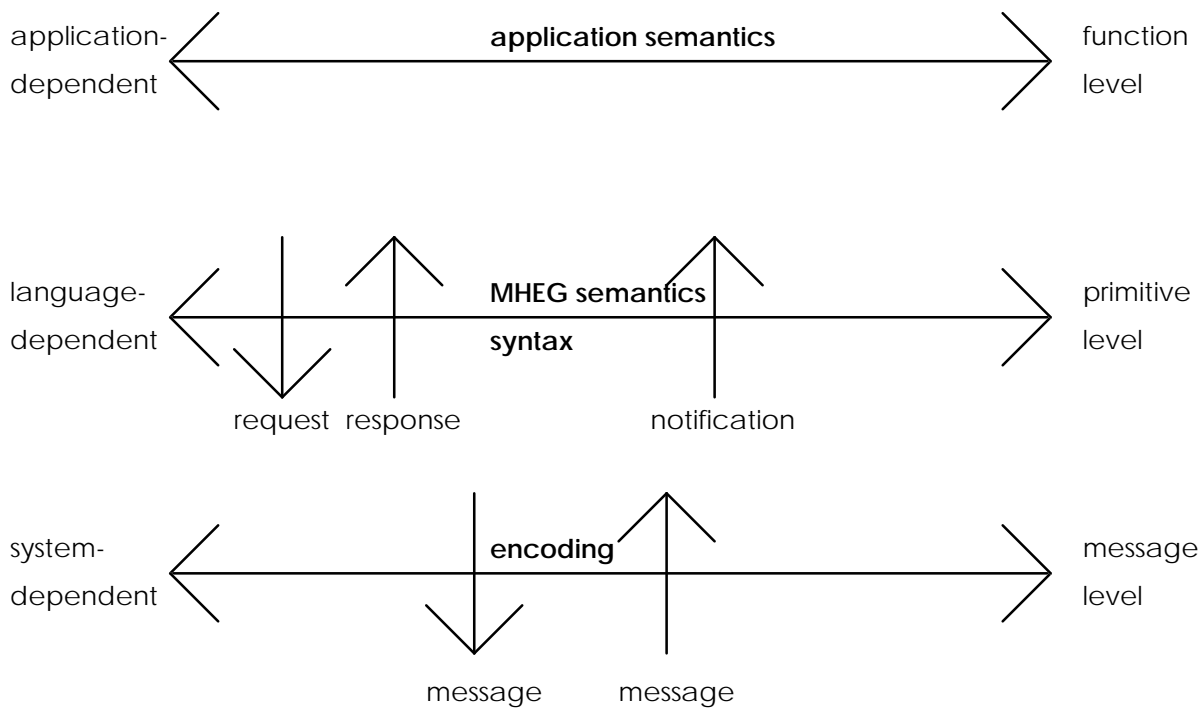 application-
dependent
application semantics
function
level
language-
dependent
MHEG semantics
syntax
primitive
level
request response notification
system-
dependent
encoding
message
level
message message